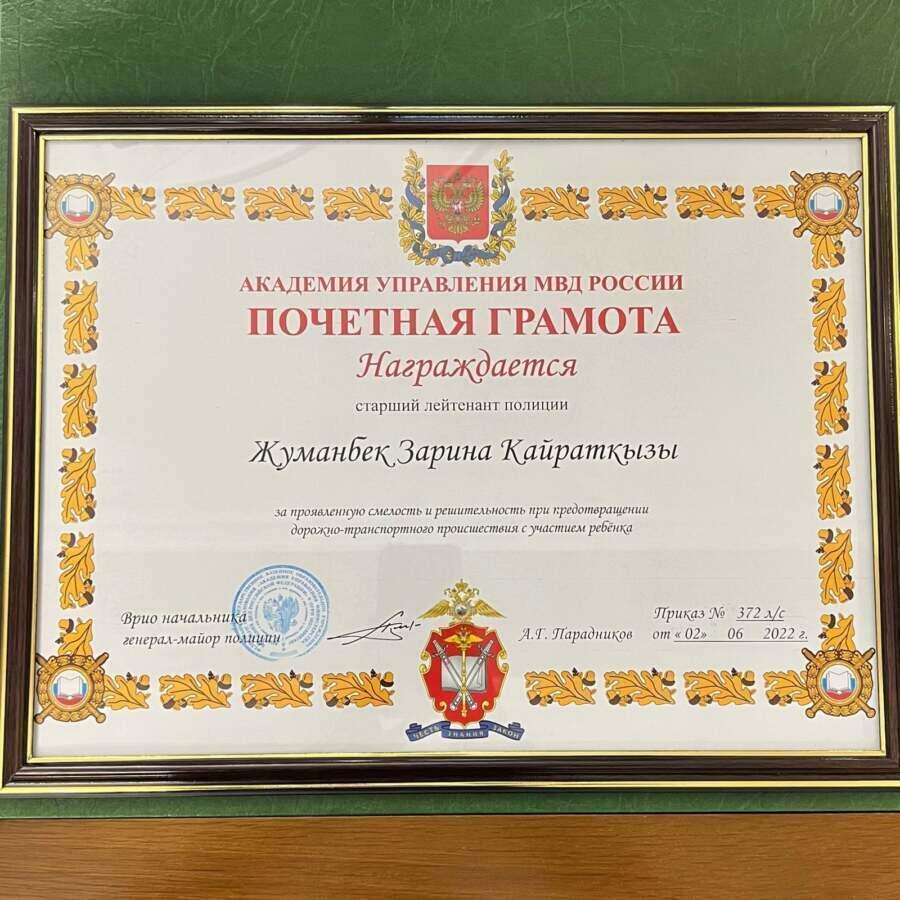 АКАДЕМИЯ УПРАВЛЕНИЯ МВД РОССИИ
ПОЧЕТНАЯ ГРАМОТА
Награждается
старший лейтенант полиции
Жуманбек Зарина Кайраткызы
за проявленную смелость и решительность при предотвращении
дорожно-транспортного происшествия с участием ребёнка
Врио начальника
генерал-майор полиции
А.Г. Парадников
Приказ № 372 л/с
от « 02» 06 2022 г.
ЧЕСТЬ ЗНАНИЯ ЗАКОН